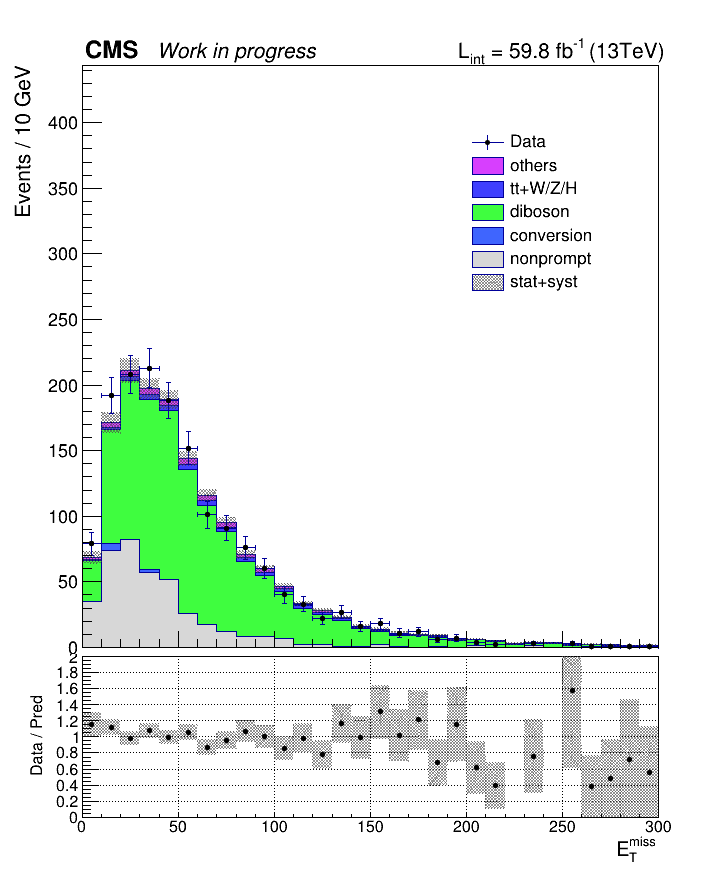 CMS Work in progress L_int = 59.8 fb^-1 (13TeV)
Events / 10 GeV
400
350
300
250
200
150
100
50
0
Data
others
tt+W/Z/H
diboson
conversion
nonprompt
stat+syst
Data / Pred
2
1.8
1.6
1.4
1.2
1
0.8
0.6
0.4
0.2
0
0 50 100 150 200 250 300
E_T^miss